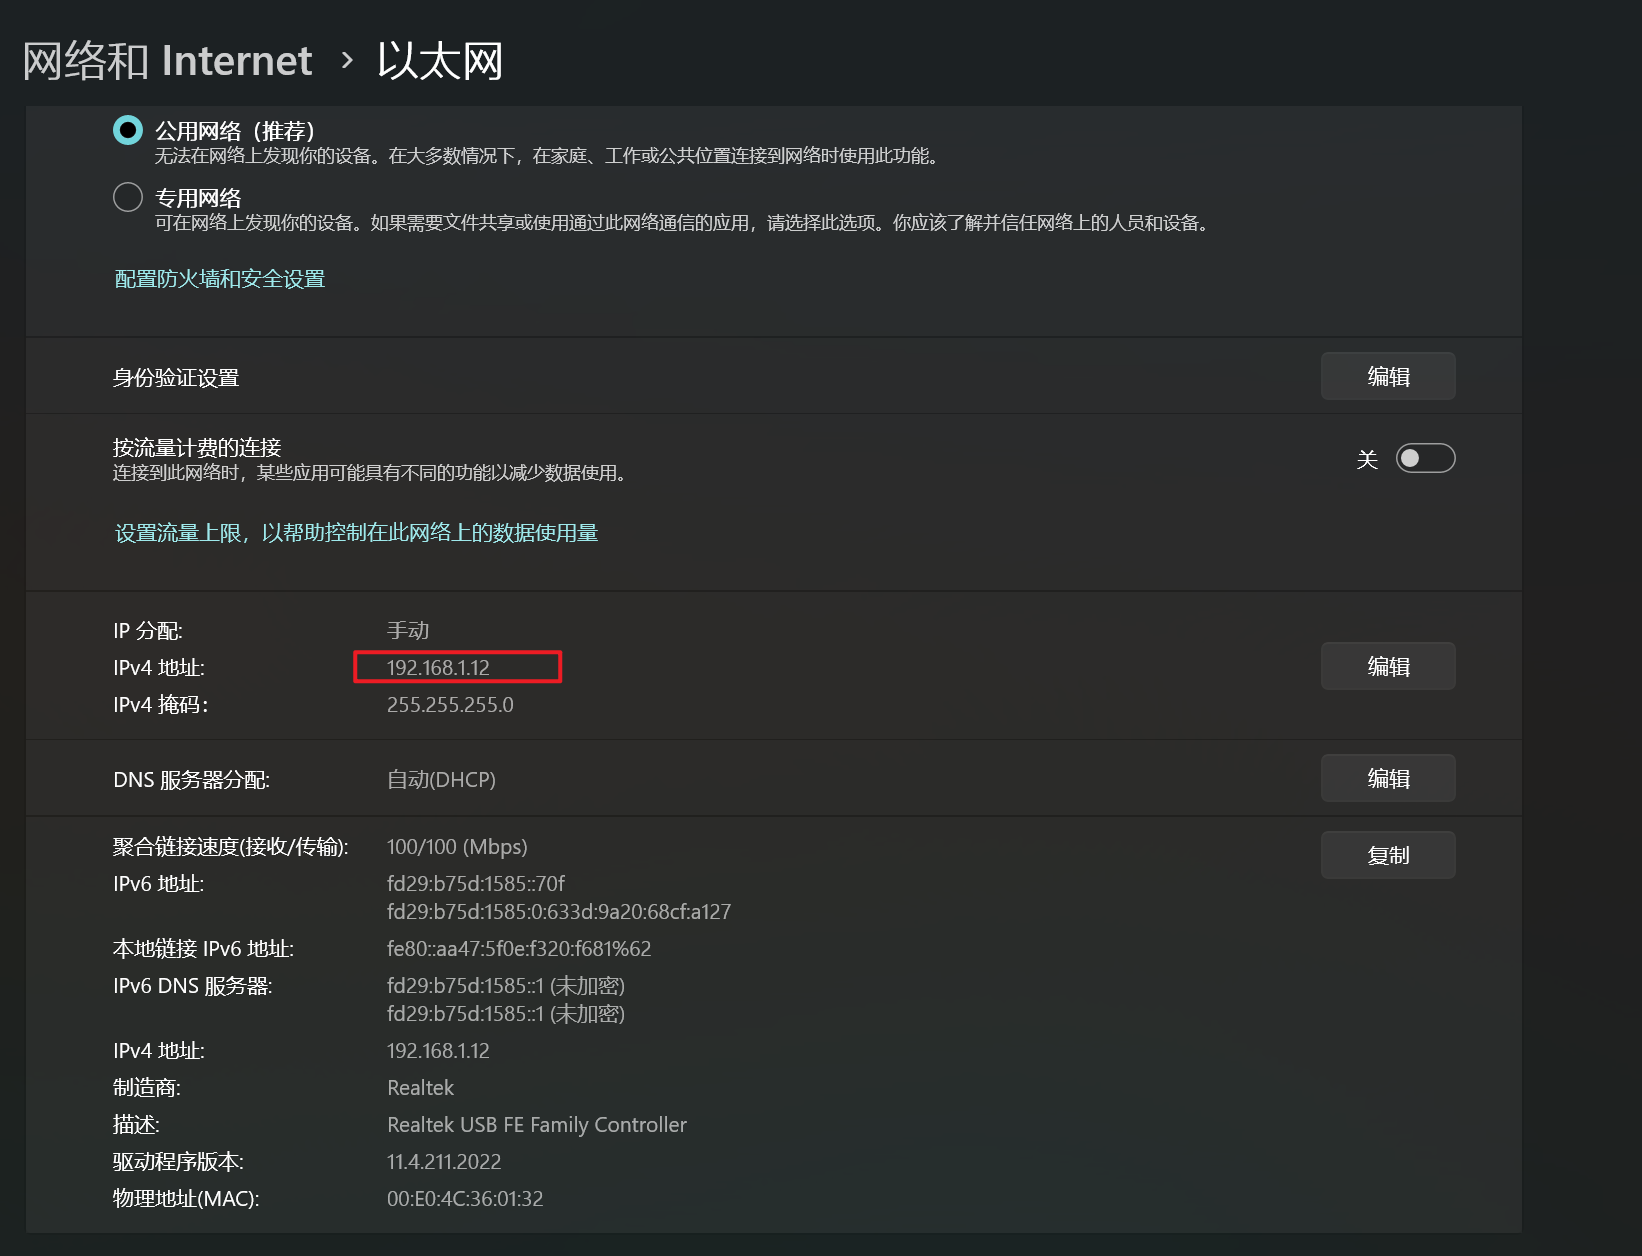 网络和 Internet › 以太网
公用网络（推荐）
无法在网络上发现你的设备。在大多数情况下，在家庭、工作或公共位置连接到网络时使用此功能。
专用网络
可在网络上发现你的设备。如果需要文件共享或使用通过此网络通信的应用，请选择此选项。你应该了解并信任网络上的人员和设备。
配置防火墙和安全设置
身份验证设置 编辑
按流量计费的连接
连接到此网络时，某些应用可能具有不同的功能以减少数据使用。
关
设置流量上限，以帮助控制在此网络上的数据使用量
IP 分配: 手动
IPv4 地址: 192.168.1.12
编辑
IPv4 掩码： 255.255.255.0
DNS 服务器分配: 自动(DHCP) 编辑
聚合链接速度(接收/传输): 100/100 (Mbps)
复制
IPv6 地址: fd29:b75d:1585::70f
fd29:b75d:1585:0:633d:9a20:68cf:a127
本地链接 IPv6 地址: fe80::aa47:5f0e:f320:f681%62
IPv6 DNS 服务器: fd29:b75d:1585::1 (未加密)
fd29:b75d:1585::1 (未加密)
IPv4 地址: 192.168.1.12
制造商: Realtek
描述: Realtek USB FE Family Controller
驱动程序版本: 11.4.211.2022
物理地址(MAC): 00:E0:4C:36:01:32